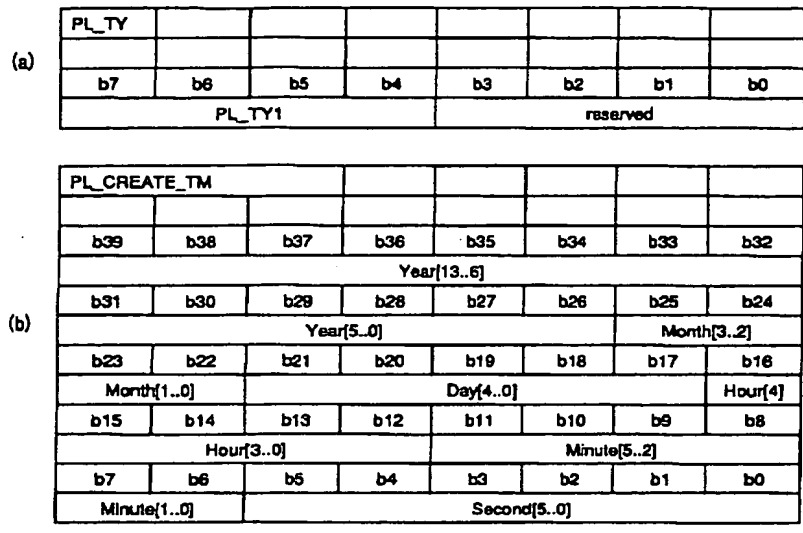 PL_TY
(a)
b7 b6 b5 b4 b3 b2 b1 b0
PL_TY1 reserved
PL_CREATE_TM
b39 b38 b37 b36 b35 b34 b33 b32
Year[13..6]
b31 b30 b29 b28 b27 b26 b25 b24
(b)
Year[5..0] Month[3..2]
b23 b22 b21 b20 b19 b18 b17 b16
Month[1..0] Day[4..0] Hour[4]
b15 b14 b13 b12 b11 b10 b9 b8
Hour[3..0] Minute[5..2]
b7 b6 b5 b4 b3 b2 b1 b0
Minute[1..0] Second[5..0]